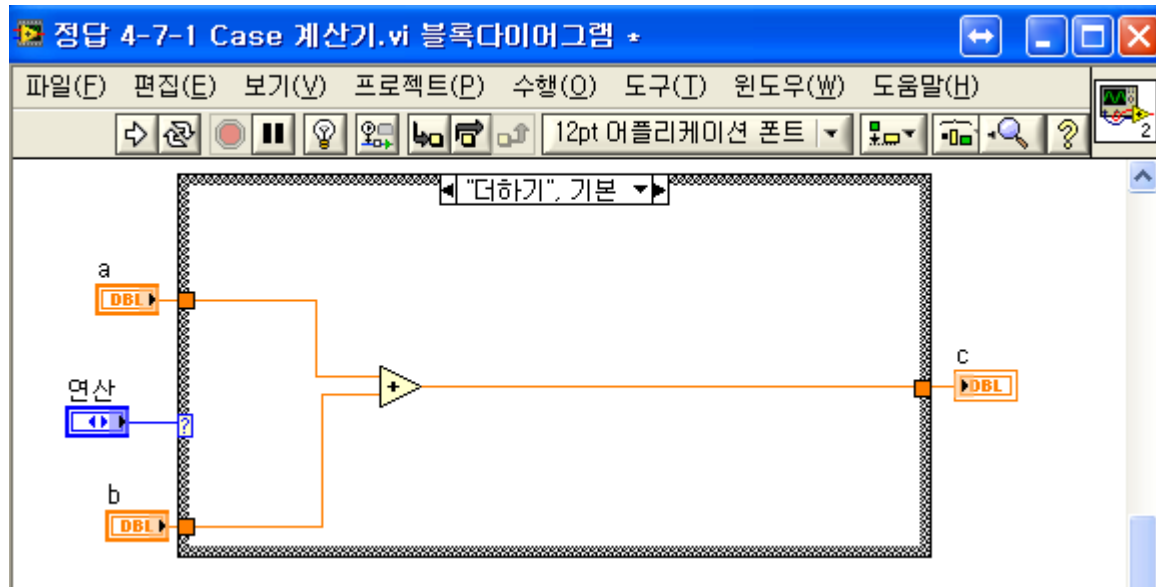 정답 4-7-1 Case 계산기.vi 블록다이어그램 *
파일(F) 편집(E) 보기(V) 프로젝트(P) 수행(O) 도구(T) 윈도우(W) 도움말(H)
12pt 어플리케이션 폰트
2
"더하기", 기본
a
DBL
c
DBL
연산
?
b
DBL